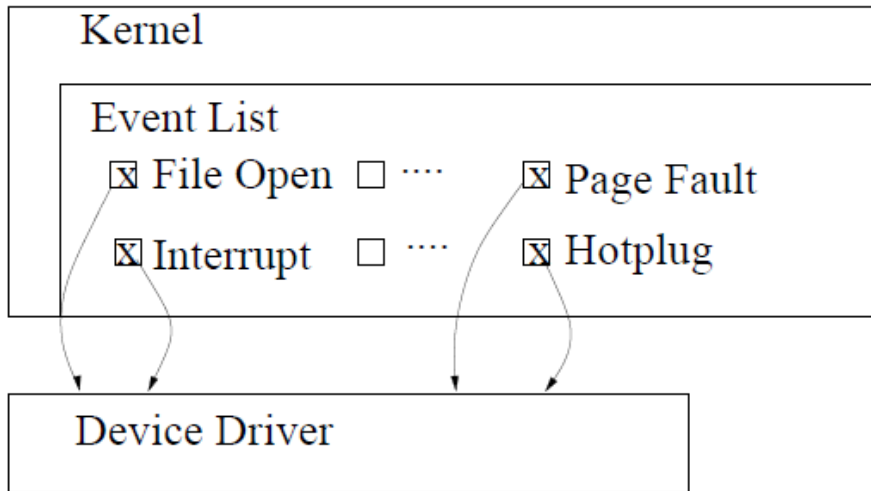 Kernel
Event List
x File Open .... x Page Fault
x Interrupt .... x Hotplug
Device Driver